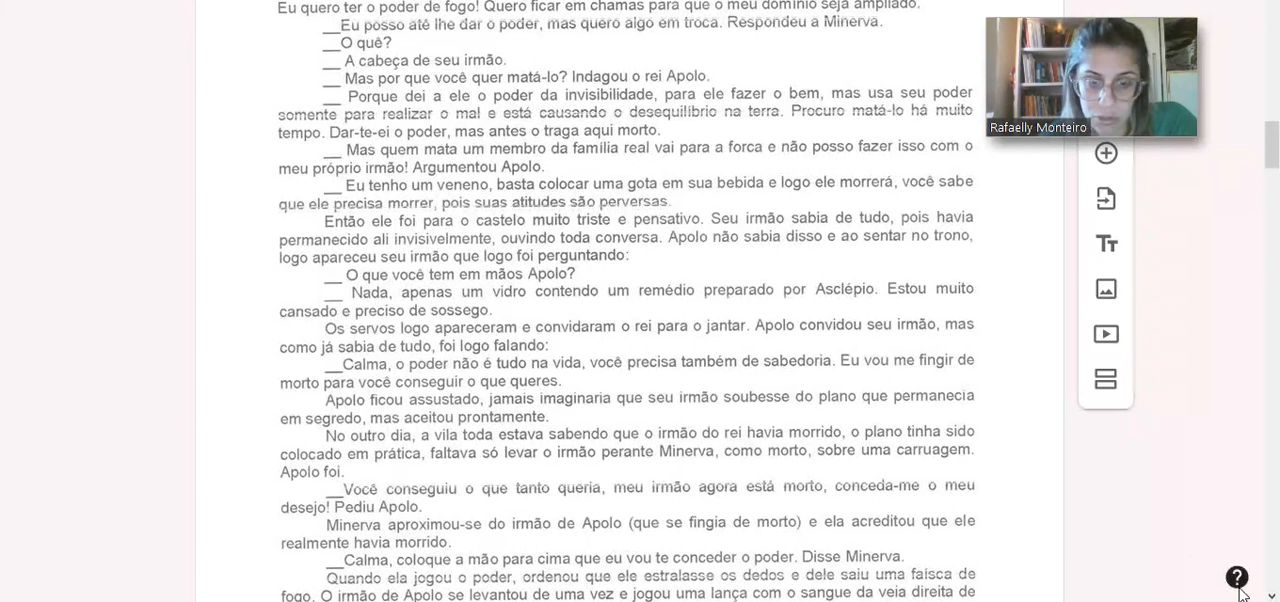 Eu quero ter o poder de fogo! Quero ficar em chamas para que o meu domínio seja ampliado.
__Eu posso até lhe dar o poder, mas quero algo em troca. Respondeu a Minerva.
__O quê?
__ A cabeça de seu irmão.
__ Mas por que você quer matá-lo? Indagou o rei Apolo.
__ Porque dei a ele o poder da invisibilidade, para ele fazer o bem, mas usa seu poder
somente para realizar o mal e está causando o desequilíbrio na terra. Procuro matá-lo há muito
tempo. Dar-te-ei o poder, mas antes o traga aqui morto.
__ Mas quem mata um membro da família real vai para a forca e não posso fazer isso com o
meu próprio irmão! Argumentou Apolo.
__ Eu tenho um veneno, basta colocar uma gota em sua bebida e logo ele morrerá, você sabe
que ele precisa morrer, pois suas atitudes são perversas.
Então ele foi para o castelo muito triste e pensativo. Seu irmão sabia de tudo, pois havia
permanecido ali invisivelmente, ouvindo toda conversa. Apolo não sabia disso e ao sentar no trono,
logo apareceu seu irmão que logo foi perguntando:
__ O que você tem em mãos Apolo?
__ Nada, apenas um vidro contendo um remédio preparado por Asclépio. Estou muito
cansado e preciso de sossego.
Os servos logo apareceram e convidaram o rei para o jantar. Apolo convidou seu irmão, mas
como já sabia de tudo, foi logo falando:
__Calma, o poder não é tudo na vida, você precisa também de sabedoria. Eu vou me fingir de
morto para você conseguir o que queres.
Apolo ficou assustado, jamais imaginaria que seu irmão soubesse do plano que permanecia
em segredo, mas aceitou prontamente.
No outro dia, a vila toda estava sabendo que o irmão do rei havia morrido, o plano tinha sido
colocado em prática, faltava só levar o irmão perante Minerva, como morto, sobre uma carruagem.
Apolo foi.
__Você conseguiu o que tanto queria, meu irmão agora está morto, conceda-me o meu
desejo! Pediu Apolo.
Minerva aproximou-se do irmão de Apolo (que se fingia de morto) e ela acreditou que ele
realmente havia morrido.
__Calma, coloque a mão para cima que eu vou te conceder o poder. Disse Minerva.
Quando ela jogou o poder, ordenou que ele estralasse os dedos e dele saiu uma faísca de
fogo. O irmão de Apolo se levantou de uma vez e jogou uma lança com o sangue da veia direita de
Rafaelly Monteiro